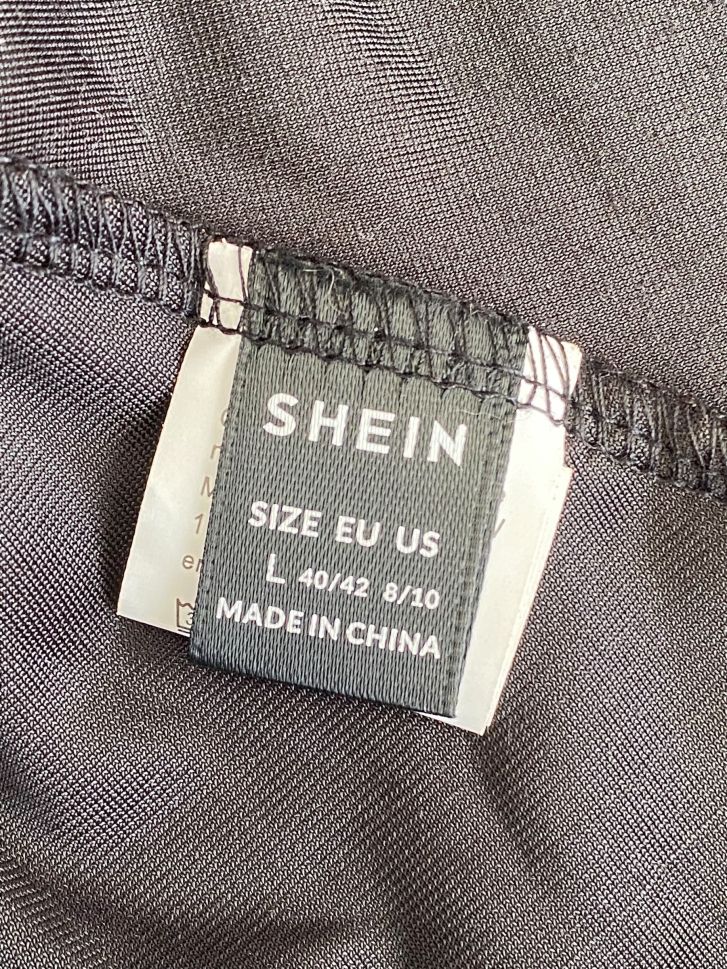 SHEIN
SIZE EU US
L 40/42 8/10
MADE IN CHINA